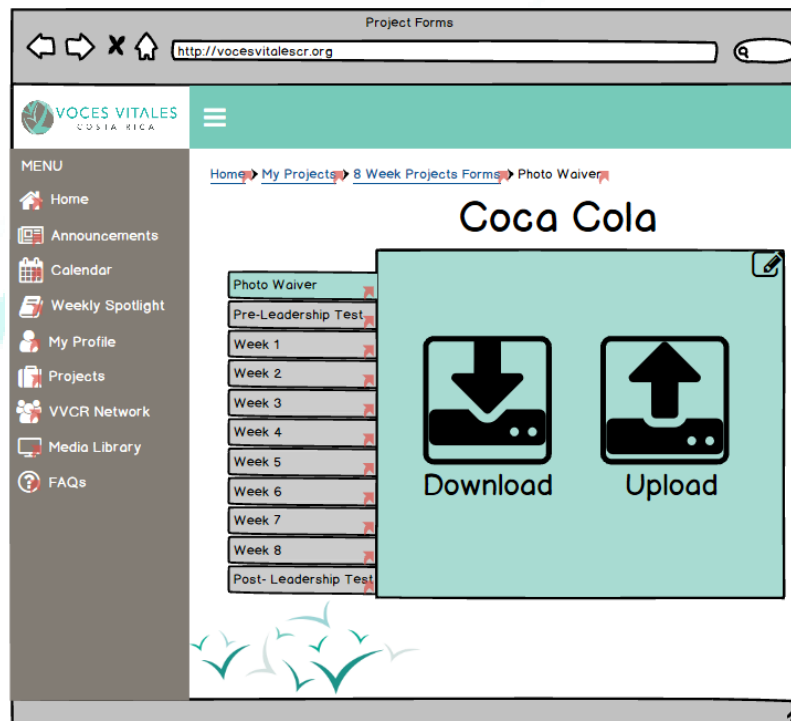 Project Forms
http://vocesvitalescr.org
VOCES VITALES
COSTA RICA
MENU
Home
Announcements
Calendar
Weekly Spotlight
My Profile
Projects
VVCR Network
Media Library
FAQs
Home > My Projects > 8 Week Projects Forms > Photo Waiver
Coca Cola
Photo Waiver
Pre-Leadership Test
Week 1
Week 2
Week 3
Week 4
Week 5
Week 6
Week 7
Week 8
Post- Leadership Test
Download
Upload